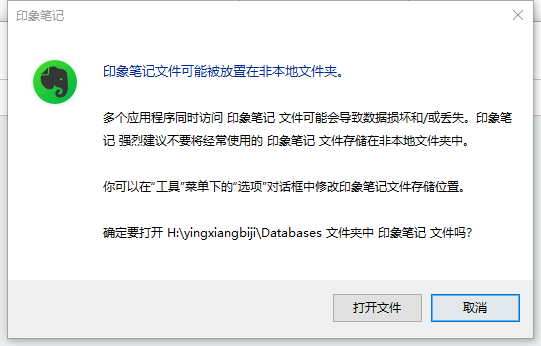 印象笔记
印象笔记文件可能被放置在非本地文件夹。
多个应用程序同时访问 印象笔记 文件可能会导致数据损坏和/或丢失。印象笔
记 强烈建议不要将经常使用的 印象笔记 文件存储在非本地文件夹中。
你可以在“工具”菜单下的“选项”对话框中修改印象笔记文件存储位置。
确定要打开 H:\yingxiangbiji\Databases 文件夹中 印象笔记 文件吗?
打开文件
取消